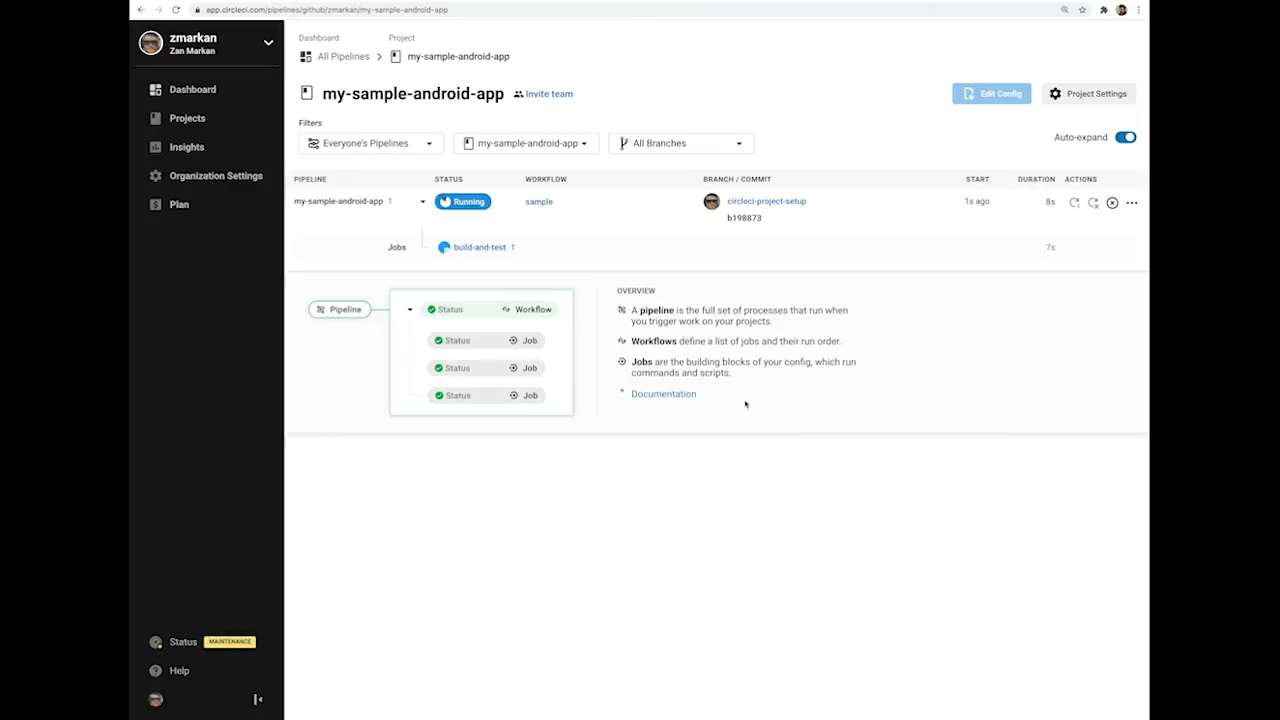 app.circleci.com/pipelines/github/zmarkan/my-sample-android-app
zmarkan
Zan Markan
Dashboard
Projects
Insights
Organization Settings
Plan
Status MAINTENANCE
Help
Dashboard Project
All Pipelines my-sample-android-app
my-sample-android-app Invite team Edit Config Project Settings
Filters
Everyone's Pipelines my-sample-android-app All Branches Auto-expand
PIPELINE STATUS WORKFLOW BRANCH / COMMIT START DURATION ACTIONS
my-sample-android-app 1 Running sample circleci-project-setup 1s ago 8s
b198873
Jobs build-and-test 1 7s
Pipeline
Status Workflow
Status Job
Status Job
Status Job
OVERVIEW
A pipeline is the full set of processes that run when
you trigger work on your projects.
Workflows define a list of jobs and their run order.
Jobs are the building blocks of your config, which run
commands and scripts.
Documentation